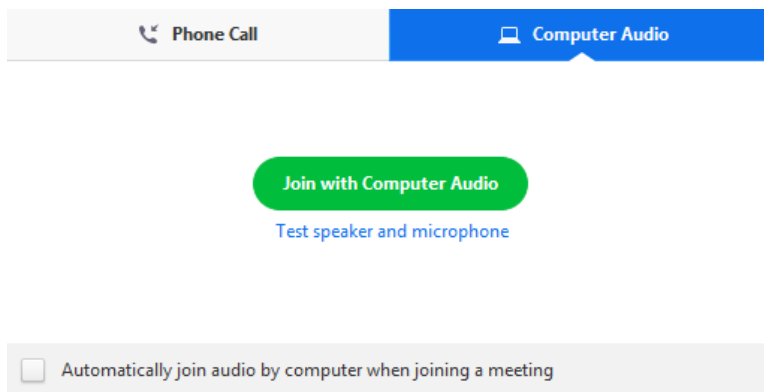 Phone Call
Computer Audio
Join with Computer Audio
Test speaker and microphone
Automatically join audio by computer when joining a meeting